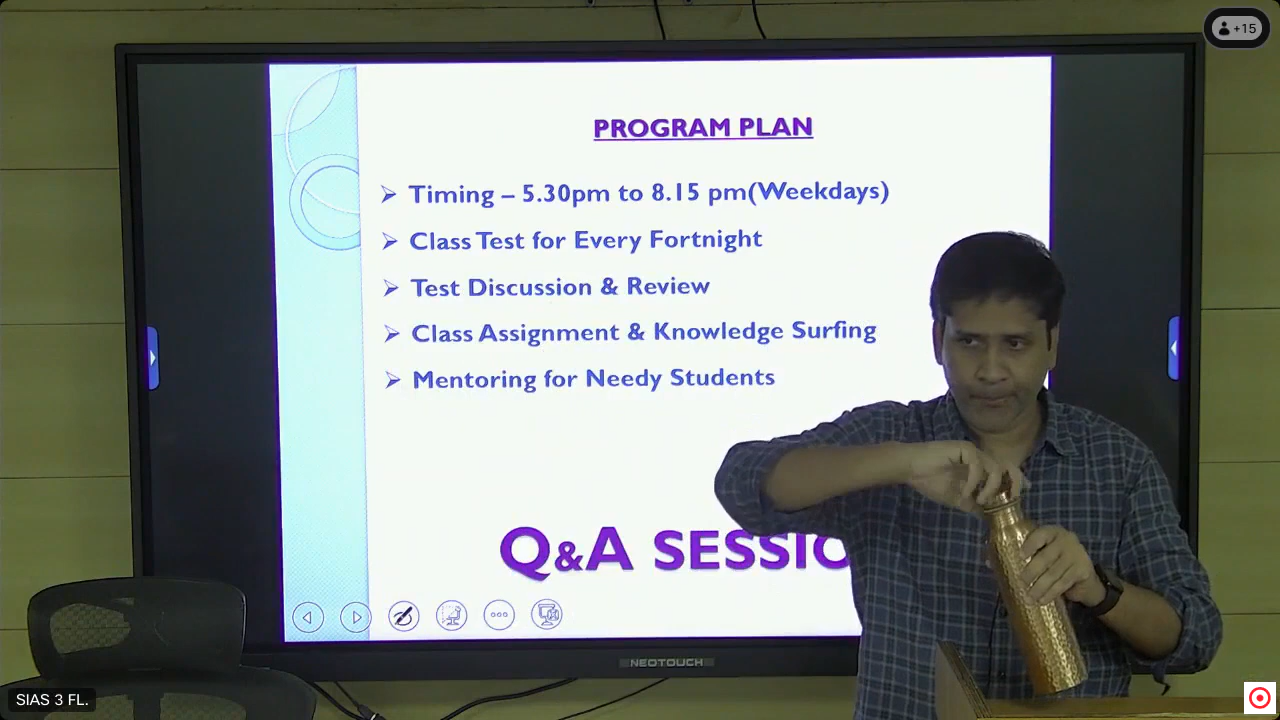 +15
PROGRAM PLAN
Timing – 5.30pm to 8.15 pm(Weekdays)
Class Test for Every Fortnight
Test Discussion & Review
Class Assignment & Knowledge Surfing
Mentoring for Needy Students
Q&A SESSIO
NEOTOUCH
SIAS 3 FL.